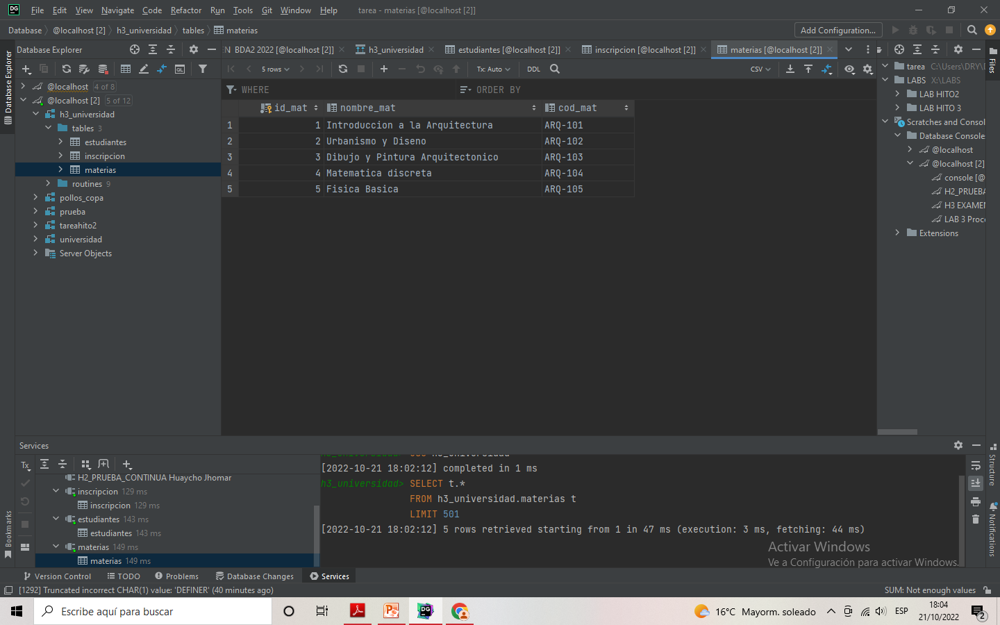 DG File Edit View Navigate Code Refactor Run Tools Git Window Help tarea - materias [@localhost [2]]
Database @localhost [2] h3_universidad tables materias Add Configuration...
Database Explorer
EN BDA2 2022 [@localhost [2]] h3_universidad estudiantes [@localhost [2]] inscripcion [@localhost [2]] materias [@localhost [2]]
5 rows Tx: Auto DDL CSV
WHERE ORDER BY
id_mat nombre_mat cod_mat
1 1 Introduccion a la Arquitectura ARQ-101
2 2 Urbanismo y Diseno ARQ-102
3 3 Dibujo y Pintura Arquitectonico ARQ-103
4 4 Matematica discreta ARQ-104
5 5 Fisica Basica ARQ-105
Database Explorer
@localhost 4 of 8
@localhost [2] 5 of 12
h3_universidad
tables 3
estudiantes
inscripcion
materias
routines 9
pollos_copa
prueba
tareahito2
universidad
Server Objects
QL
tarea C:\Users\DRY\
LABS X:\LABS
LAB HITO2
LAB HITO 3
Scratches and Consol
Database Console
@localhost
@localhost [2]
console [@
H2_PRUEBA
H3 EXAMEN
LAB 3 Proc
Extensions
Files
Structure
Notifications
Bookmarks
Services
Tx
H2_PRUEBA_CONTINUA Huaycho Jhomar
inscripcion 129 ms
inscripcion 129 ms
estudiantes 143 ms
estudiantes 143 ms
materias 149 ms
materias 149 ms
h3_universidad> USE h3_universidad
[2022-10-21 18:02:12] completed in 1 ms
h3_universidad> SELECT t.*
FROM h3_universidad.materias t
LIMIT 501
[2022-10-21 18:02:12] 5 rows retrieved starting from 1 in 47 ms (execution: 3 ms, fetching: 44 ms)
Activar Windows
Ve a Configuración para activar Windows.
Version Control TODO Problems Database Changes Services
[1292] Truncated incorrect CHAR(1) value: 'DEFINER' (40 minutes ago) SUM: Not enough values
Escribe aquí para buscar
DG
16°C Mayorm. soleado ESP
18:04
21/10/2022
2